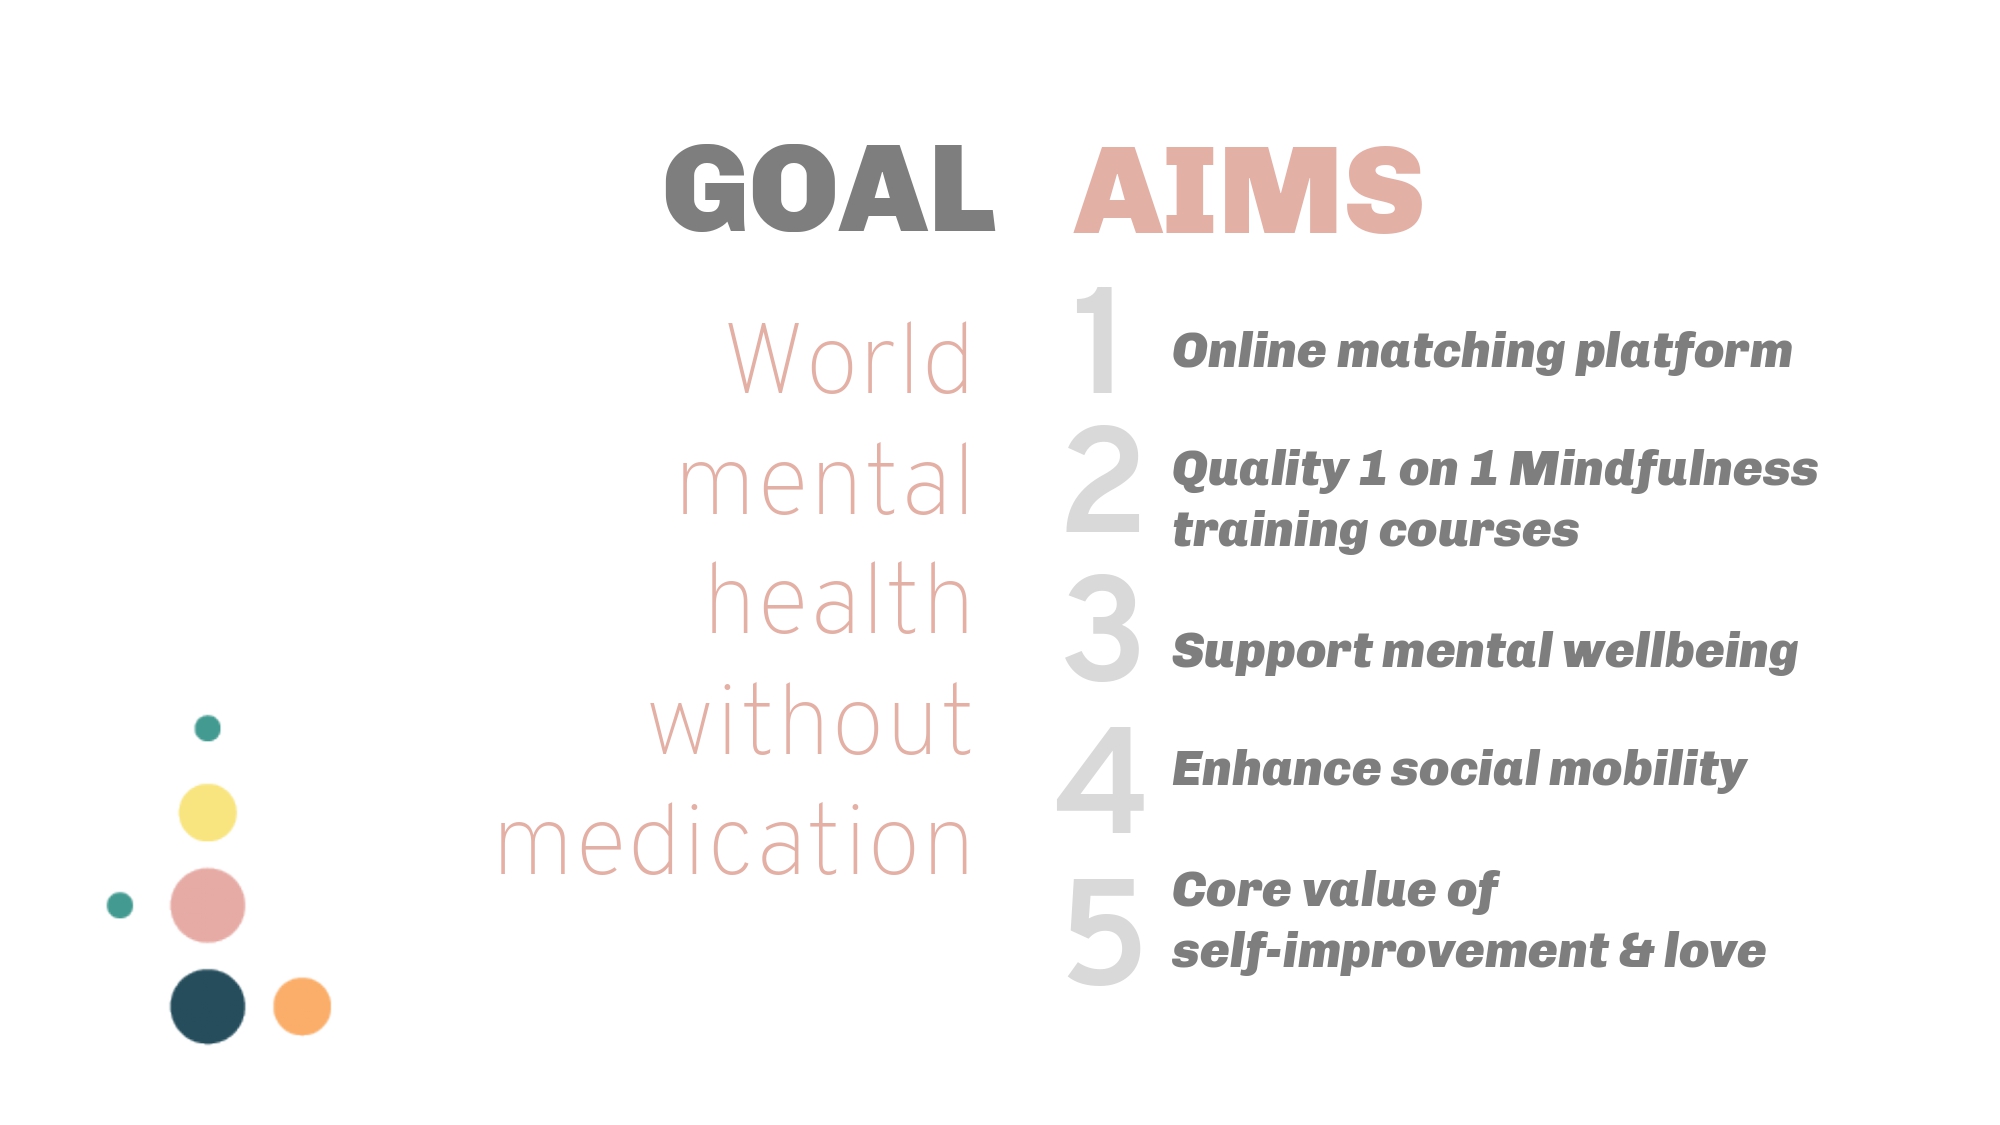 GOAL
World
mental
health
without
medication
AIMS
1 Online matching platform
2 Quality 1 on 1 Mindfulness
training courses
3 Support mental wellbeing
4 Enhance social mobility
5 Core value of
self-improvement & love